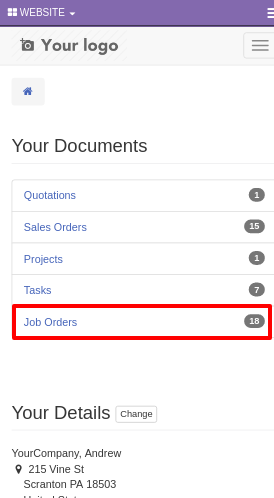 WEBSITE
Your logo
Your Documents
Quotations 1
Sales Orders 15
Projects 1
Tasks 7
Job Orders 18
Your Details Change
YourCompany, Andrew
215 Vine St
Scranton PA 18503